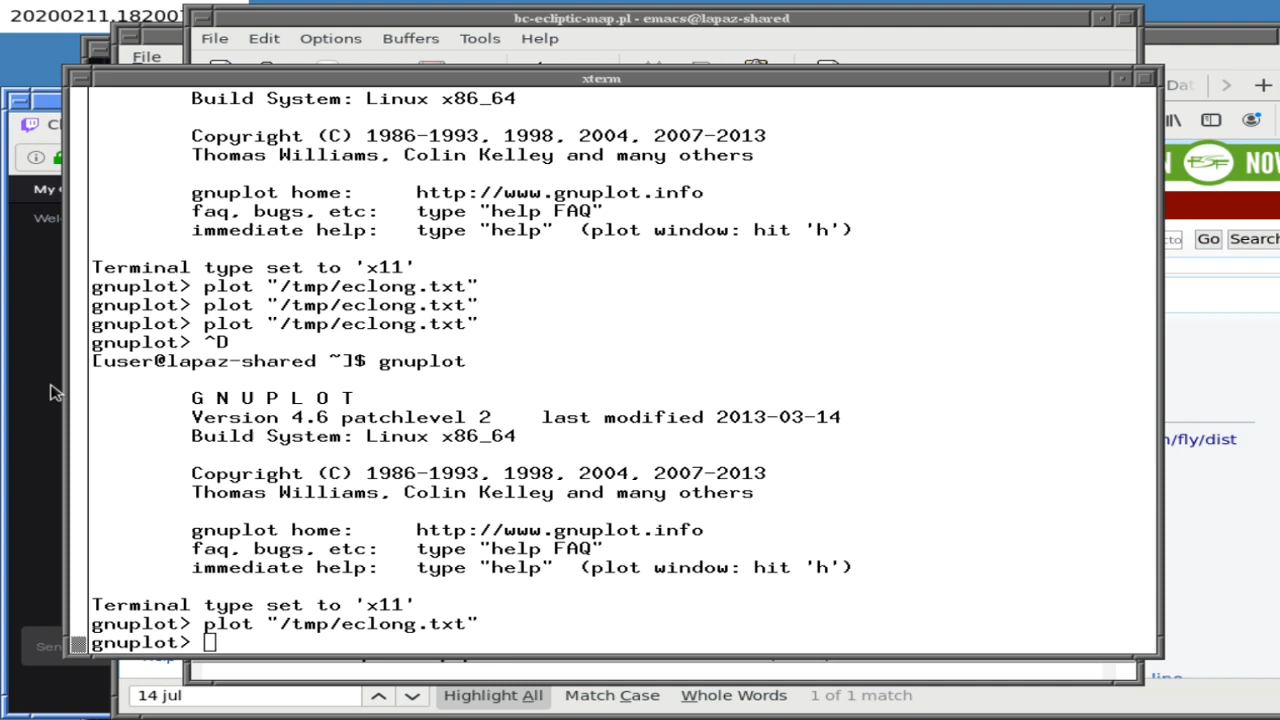 20200211.18200
bc-ecliptic-map.pl - emacs@lapaz-shared
File Edit Options Buffers Tools Help
File
xterm
Build System: Linux x86_64
Copyright (C) 1986-1993, 1998, 2004, 2007-2013
Thomas Williams, Colin Kelley and many others
gnuplot home:     http://www.gnuplot.info
faq, bugs, etc:   type "help FAQ"
immediate help:   type "help"  (plot window: hit 'h')
Terminal type set to 'x11'
gnuplot> plot "/tmp/eclong.txt"
gnuplot> plot "/tmp/eclong.txt"
gnuplot> plot "/tmp/eclong.txt"
gnuplot> ^D
[user@lapaz-shared ~]$ gnuplot
G N U P L O T
Version 4.6 patchlevel 2    last modified 2013-03-14
Build System: Linux x86_64
Copyright (C) 1986-1993, 1998, 2004, 2007-2013
Thomas Williams, Colin Kelley and many others
gnuplot home:     http://www.gnuplot.info
faq, bugs, etc:   type "help FAQ"
immediate help:   type "help"  (plot window: hit 'h')
Terminal type set to 'x11'
gnuplot> plot "/tmp/eclong.txt"
gnuplot>
My
Dat
NOW
Go Search
n/fly/dist
14 jul Highlight All Match Case Whole Words 1 of 1 match